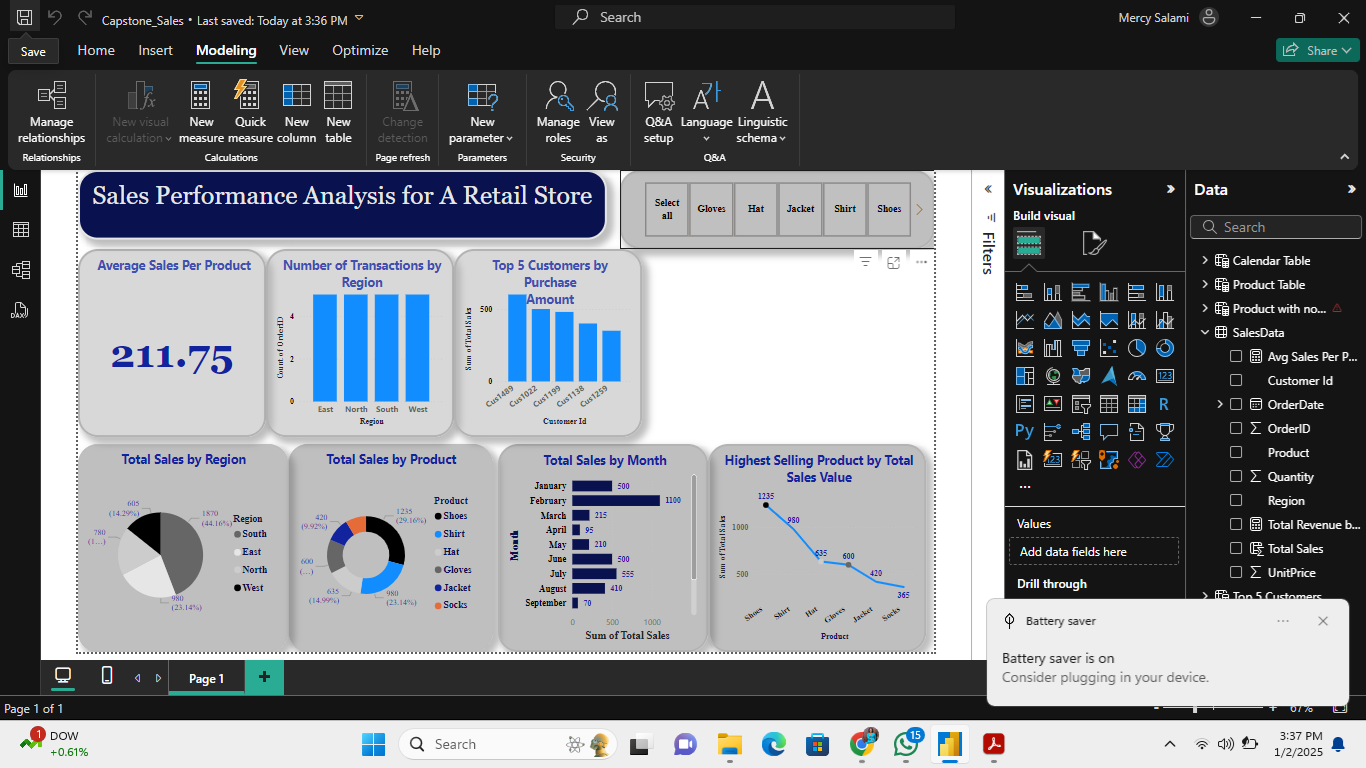 Capstone_Sales • Last saved: Today at 3:36 PM
Search
Mercy Salami
Save
Home
Insert
Modeling
View
Optimize
Help
Share
Manage relationships
New visual calculation
New measure
Quick measure
New column
New table
Change detection
New parameter
Manage roles
View as
Q&A setup
Language
Linguistic schema
Relationships
Calculations
Page refresh
Parameters
Security
Q&A
Sales Performance Analysis for A Retail Store
Select all
Gloves
Hat
Jacket
Shirt
Shoes
Average Sales Per Product
211.75
Number of Transactions by
Region
Count of OrderID
4
2
0
East
North
South
West
Region
Top 5 Customers by
Purchase
Amount
Sum of Total Sales
500
0
Cus1489
Cus1022
Cus1199
Cus1138
Cus1259
Customer Id
Total Sales by Region
605
(14.29%)
1870
(44.16%)
780
(1...)
980
(23.14%)
Region
South
East
North
West
Total Sales by Product
420
(9.92%)
1235
(29.16%)
600
(...)
635
(14.99%)
980
(23.14%)
Product
Shoes
Shirt
Hat
Gloves
Jacket
Socks
Total Sales by Month
Month
January 500
February 1100
March 215
April 95
May 210
June 500
July 555
August 410
September 70
0 500 1000
Sum of Total Sales
Highest Selling Product by Total
Sales Value
Sum of Total Sales
1000
500
1235
980
635
600
420
365
Shoes
Shirt
Hat
Gloves
Jacket
Socks
Product
Filters
Visualizations
Build visual
R
Py
123
...
Values
Add data fields here
Drill through
Data
Search
Calendar Table
Product Table
Product with no...
SalesData
Avg Sales Per P...
Customer Id
OrderDate
OrderID
Product
Quantity
Region
Total Revenue b...
Total Sales
UnitPrice
Top 5 Customers
Battery saver
Battery saver is on
Consider plugging in your device.
Page 1
Page 1 of 1
67%
1
DOW
+0.61%
Search
15
3:37 PM
1/2/2025